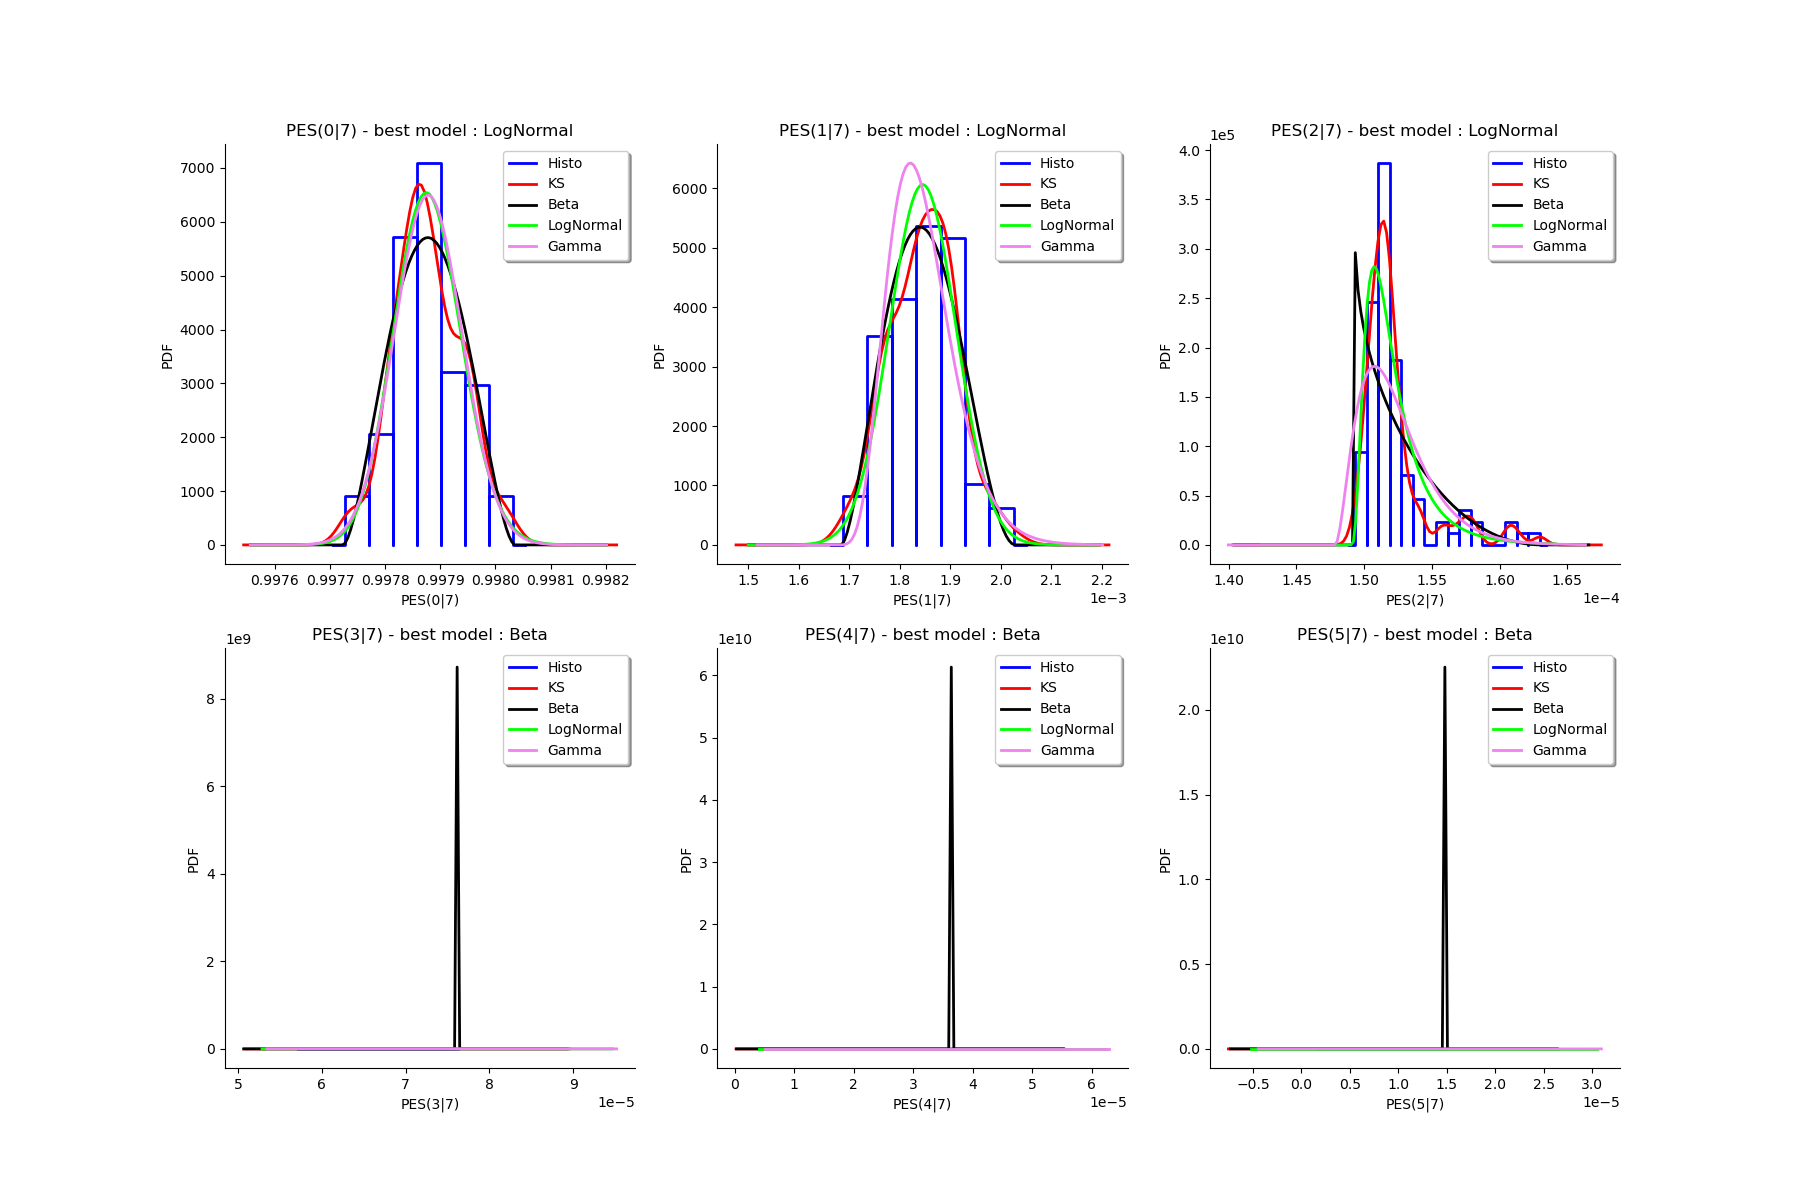 PES(0|7) - best model : LogNormal
PDF
7000
6000
5000
4000
3000
2000
1000
0
Histo
KS
Beta
LogNormal
Gamma
0.9976 0.9977 0.9978 0.9979 0.9980 0.9981 0.9982
PES(0|7)
PES(1|7) - best model : LogNormal
PDF
6000
5000
4000
3000
2000
1000
0
Histo
KS
Beta
LogNormal
Gamma
1.5 1.6 1.7 1.8 1.9 2.0 2.1 2.2
1e−3
PES(1|7)
PES(2|7) - best model : LogNormal
1e5
PDF
4.0
3.5
3.0
2.5
2.0
1.5
1.0
0.5
0.0
Histo
KS
Beta
LogNormal
Gamma
1.40 1.45 1.50 1.55 1.60 1.65
1e−4
PES(2|7)
PES(3|7) - best model : Beta
1e9
PDF
8
6
4
2
0
Histo
KS
Beta
LogNormal
Gamma
5 6 7 8 9
1e−5
PES(3|7)
PES(4|7) - best model : Beta
1e10
PDF
6
5
4
3
2
1
0
Histo
KS
Beta
LogNormal
Gamma
0 1 2 3 4 5 6
1e−5
PES(4|7)
PES(5|7) - best model : Beta
1e10
PDF
2.0
1.5
1.0
0.5
0.0
Histo
KS
Beta
LogNormal
Gamma
−0.5 0.0 0.5 1.0 1.5 2.0 2.5 3.0
1e−5
PES(5|7)